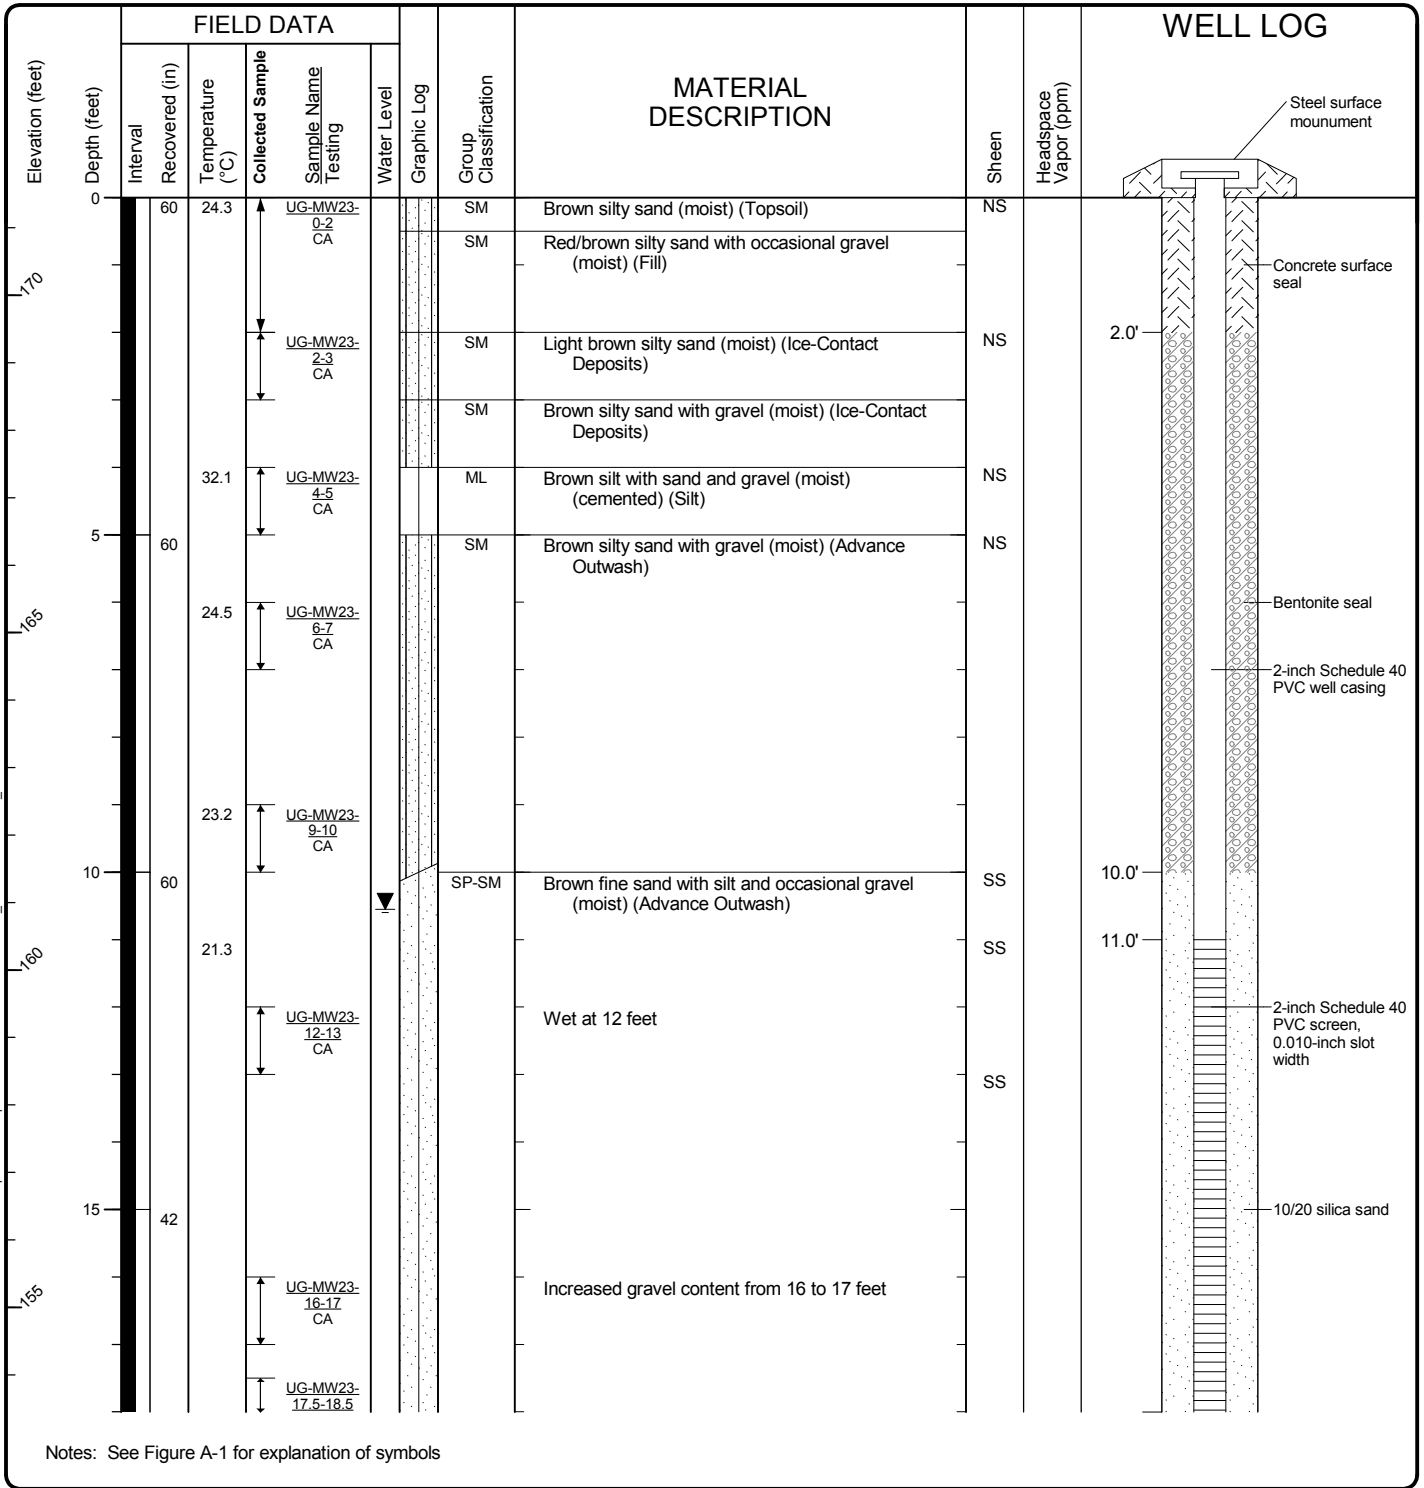 FIELD DATA
WELL LOG
Elevation (feet)
Depth (feet)
Interval
Recovered (in)
Temperature
(°C)
Collected Sample
Sample Name
Testing
Water Level
Graphic Log
Group
Classification
MATERIAL
DESCRIPTION
Sheen
Headspace
Vapor (ppm)
Steel surface
mounument
0
60
24.3
UG-MW23-
0-2
CA
SM
Brown silty sand (moist) (Topsoil)
NS
SM
Red/brown silty sand with occasional gravel
(moist) (Fill)
Concrete surface
seal
170
2.0'
UG-MW23-
2-3
CA
SM
Light brown silty sand (moist) (Ice-Contact
Deposits)
NS
SM
Brown silty sand with gravel (moist) (Ice-Contact
Deposits)
32.1
UG-MW23-
4-5
CA
ML
Brown silt with sand and gravel (moist)
(cemented) (Silt)
NS
5
60
SM
Brown silty sand with gravel (moist) (Advance
Outwash)
NS
165
24.5
UG-MW23-
6-7
CA
Bentonite seal
2-inch Schedule 40
PVC well casing
23.2
UG-MW23-
9-10
CA
10
60
SP-SM
Brown fine sand with silt and occasional gravel
(moist) (Advance Outwash)
SS
10.0'
160
21.3
SS
11.0'
UG-MW23-
12-13
CA
Wet at 12 feet
2-inch Schedule 40
PVC screen,
0.010-inch slot
width
SS
15
42
10/20 silica sand
155
UG-MW23-
16-17
CA
Increased gravel content from 16 to 17 feet
UG-MW23-
17.5-18.5
Notes: See Figure A-1 for explanation of symbols